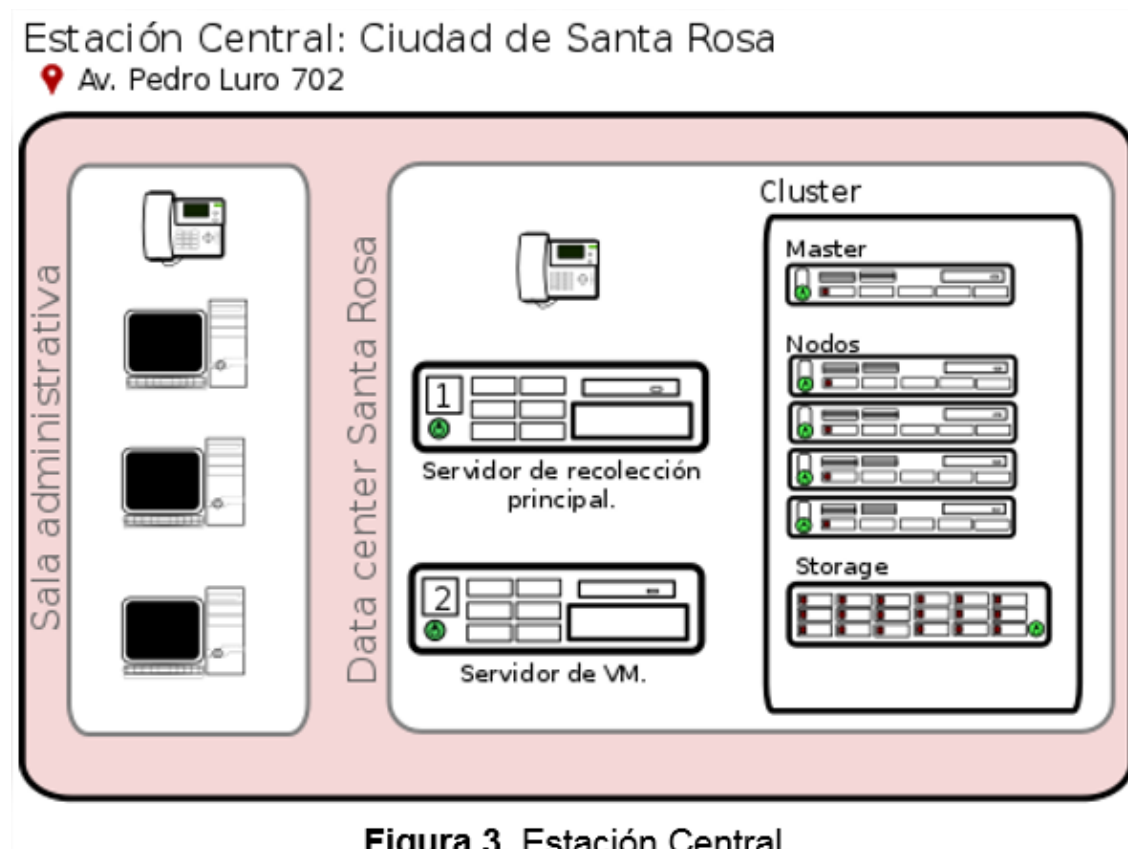 Estación Central: Ciudad de Santa Rosa
Av. Pedro Luro 702
Sala administrativa
Data center Santa Rosa
1
Servidor de recolección
principal.
2
Servidor de VM.
Cluster
Master
Nodos
Storage
Figura 3. Estación Central